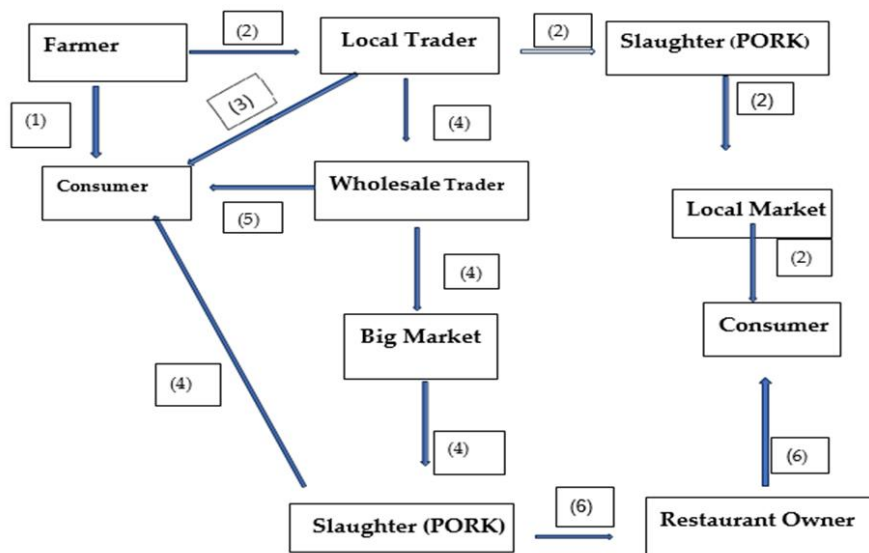 Farmer
(2)
Local Trader
(2)
Slaughter (PORK)
(1)
(3)
(4)
(2)
Consumer
(5)
Wholesale Trader
Local Market
(2)
(4)
Big Market
Consumer
(4)
(4)
(6)
Slaughter (PORK)
(6)
Restaurant Owner